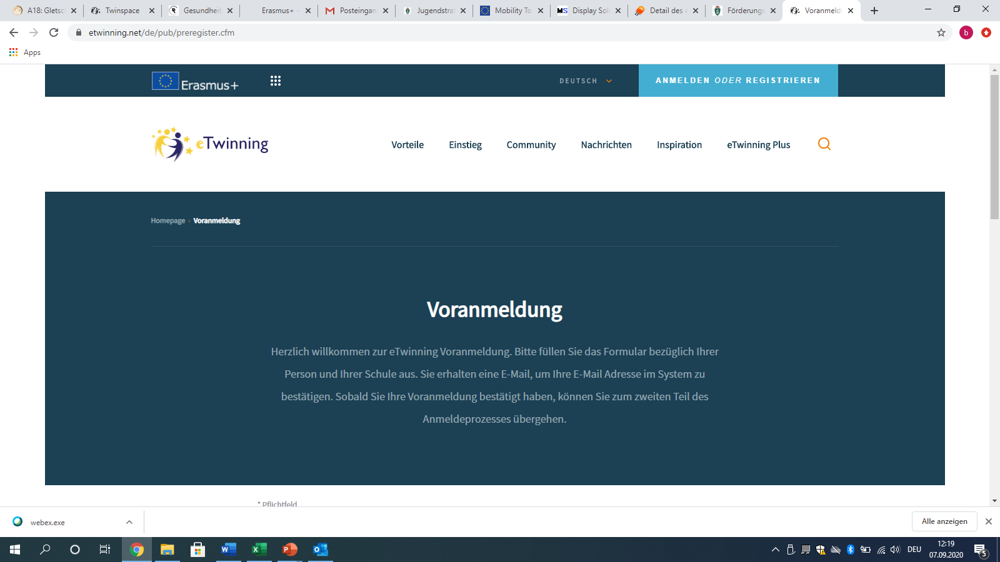 A18: Gletsc
Twinspace
Gesundheit
Erasmus+ -
Posteingan
Jugendstra
Mobility To
Display Sol
Detail des A
Förderungs
Voranmeld
etwinning.net/de/pub/preregister.cfm
b
Apps
Erasmus+
DEUTSCH
ANMELDEN ODER REGISTRIEREN
eTwinning
Vorteile
Einstieg
Community
Nachrichten
Inspiration
eTwinning Plus
Homepage › Voranmeldung
Voranmeldung
Herzlich willkommen zur eTwinning Voranmeldung. Bitte füllen Sie das Formular bezüglich Ihrer
Person und Ihrer Schule aus. Sie erhalten eine E-Mail, um Ihre E-Mail Adresse im System zu
bestätigen. Sobald Sie Ihre Voranmeldung bestätigt haben, können Sie zum zweiten Teil des
Anmeldeprozesses übergehen.
* Pflichtfeld
webex.exe
Alle anzeigen
DEU
12:19
07.09.2020
5